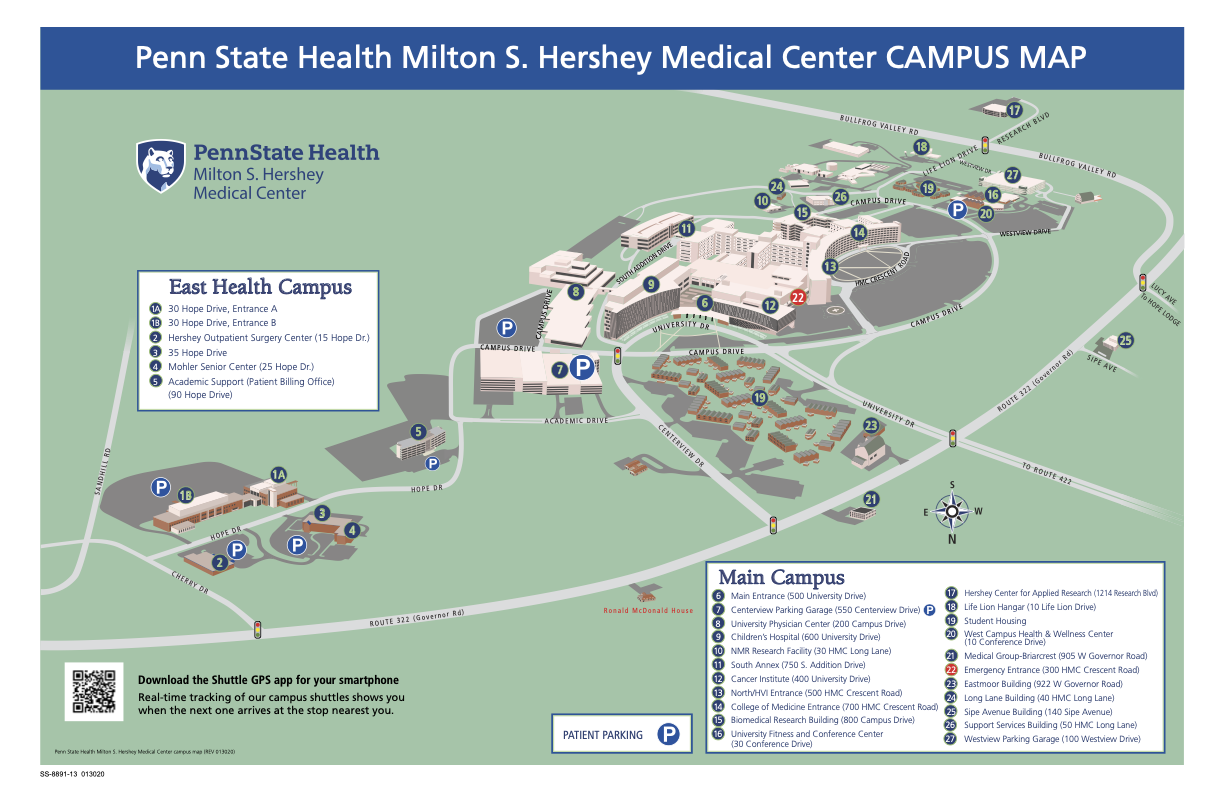 Penn State Health Milton S. Hershey Medical Center CAMPUS MAP
PennState Health
Milton S. Hershey
Medical Center
East Health Campus
1A 30 Hope Drive, Entrance A
1B 30 Hope Drive, Entrance B
2 Hershey Outpatient Surgery Center (15 Hope Dr.)
3 35 Hope Drive
4 Mohler Senior Center (25 Hope Dr.)
5 Academic Support (Patient Billing Office)
(90 Hope Drive)
BULLFROG VALLEY RD
17
RESEARCH BLVD
18
LIFE LION DRIVE
BULLFROG VALLEY RD
WESTVIEW DR
27
24
19
16
10
26
CAMPUS DRIVE
P
20
15
WESTVIEW DRIVE
11
14
SOUTH ADDITION DRIVE
13
HMC CRESCENT ROAD
9
8
6
12
22
LUCY AVE
To HOPE LODGE
CAMPUS DRIVE
CAMPUS DRIVE
P
UNIVERSITY DR
CAMPUS DRIVE
CAMPUS DRIVE
25
SIPE AVE
7
P
ROUTE 322 (Governor Rd)
19
UNIVERSITY DR
ACADEMIC DRIVE
23
5
CENTERVIEW DR
P
TO ROUTE 422
SANDHILL RD
1A
P
1B
HOPE DR
S
E
W
N
21
3
4
HOPE DR
P
P
2
CHERRY DR
Ronald McDonald House
ROUTE 322 (Governor Rd)
Main Campus
6 Main Entrance (500 University Drive)
7 Centerview Parking Garage (550 Centerview Drive) P
8 University Physician Center (200 Campus Drive)
9 Children's Hospital (600 University Drive)
10 NMR Research Facility (30 HMC Long Lane)
11 South Annex (750 S. Addition Drive)
12 Cancer Institute (400 University Drive)
13 North/HVI Entrance (500 HMC Crescent Road)
14 College of Medicine Entrance (700 HMC Crescent Road)
15 Biomedical Research Building (800 Campus Drive)
16 University Fitness and Conference Center
(30 Conference Drive)
17 Hershey Center for Applied Research (1214 Research Blvd)
18 Life Lion Hangar (10 Life Lion Drive)
19 Student Housing
20 West Campus Health & Wellness Center
(10 Conference Drive)
21 Medical Group-Briarcrest (905 W Governor Road)
22 Emergency Entrance (300 HMC Crescent Road)
23 Eastmoor Building (922 W Governor Road)
24 Long Lane Building (40 HMC Long Lane)
25 Sipe Avenue Building (140 Sipe Avenue)
26 Support Services Building (50 HMC Long Lane)
27 Westview Parking Garage (100 Westview Drive)
Download the Shuttle GPS app for your smartphone
Real-time tracking of our campus shuttles shows you
when the next one arrives at the stop nearest you.
PATIENT PARKING P
Penn State Health Milton S. Hershey Medical Center campus map (REV 013020)
SS-8891-13 013020